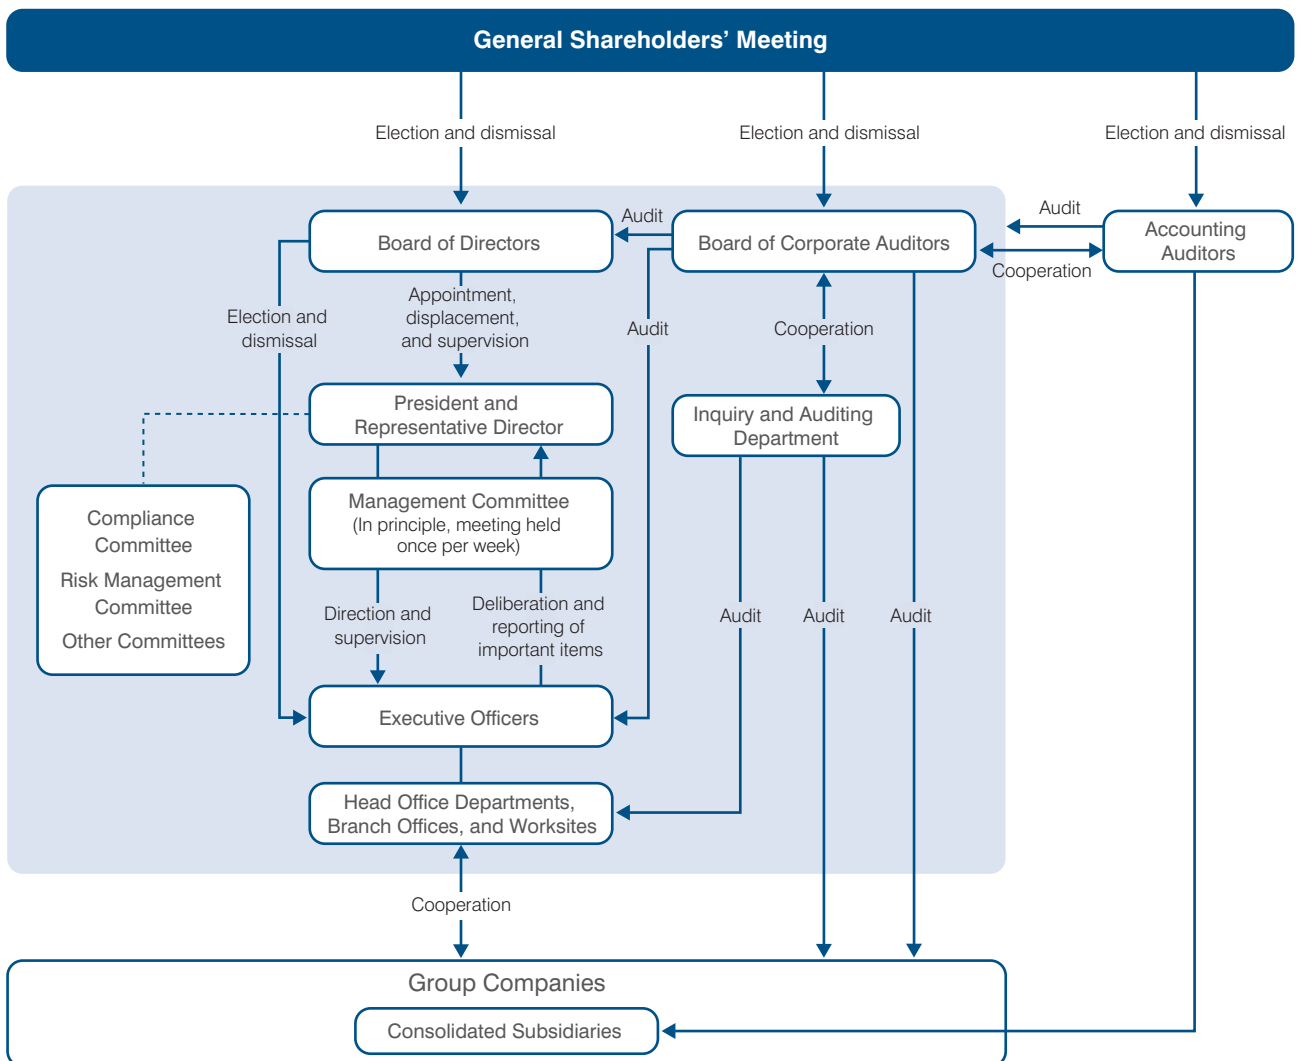 General Shareholders’ Meeting
Election and dismissal
Election and dismissal
Election and dismissal
Board of Directors
Audit
Board of Corporate Auditors
Audit
Cooperation
Accounting
Auditors
Election and
dismissal
Appointment,
displacement,
and supervision
Audit
Cooperation
President and
Representative Director
Inquiry and Auditing
Department
Management Committee
(In principle, meeting held
once per week)
Compliance
Committee
Risk Management
Committee
Other Committees
Direction and
supervision
Deliberation and
reporting of
important items
Audit
Audit
Audit
Executive Officers
Head Office Departments,
Branch Offices, and Worksites
Cooperation
Group Companies
Consolidated Subsidiaries